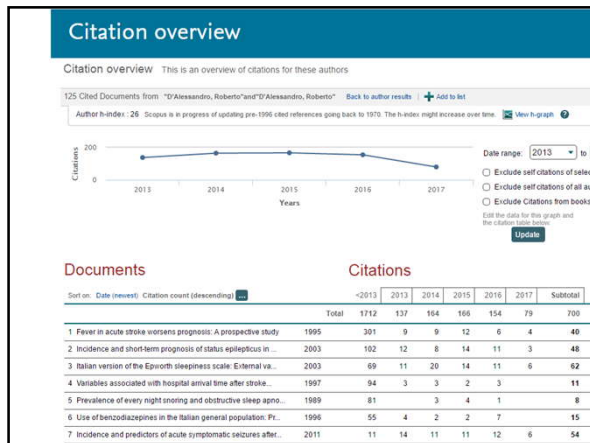 Citation overview
Citation overview This is an overview of citations for these authors
125 Cited Documents from "D'Alessandro, Roberto"and"D'Alessandro, Roberto" Back to author results Add to list
Author h-index : 26 Scopus is in progress of updating pre-1996 cited references going back to 1970. The h-index might increase over time. View h-graph
Citations
200
0
2013 2014 2015 2016 2017
Years
Date range: 2013 to
Exclude self citations of selec
Exclude self citations of all au
Exclude Citations from books
Edit the data for this graph and
the citation table below.
Update
Documents Citations
Sort on: Date (newest) Citation count (descending) ...
<2013 2013 2014 2015 2016 2017 Subtotal
Total 1712 137 164 166 154 79 700
1 Fever in acute stroke worsens prognosis: A prospective study 1995 301 9 9 12 6 4 40
2 Incidence and short-term prognosis of status epilepticus in ... 2003 102 12 8 14 11 3 48
3 Italian version of the Epworth sleepiness scale: External va... 2003 69 11 20 14 11 6 62
4 Variables associated with hospital arrival time after stroke... 1997 94 3 3 2 3 11
5 Prevalence of every night snoring and obstructive sleep apno... 1989 81 3 4 1 8
6 Use of benzodiazepines in the Italian general population: Pr... 1996 55 4 2 2 7 15
7 Incidence and predictors of acute symptomatic seizures after... 2011 11 14 11 11 12 6 54